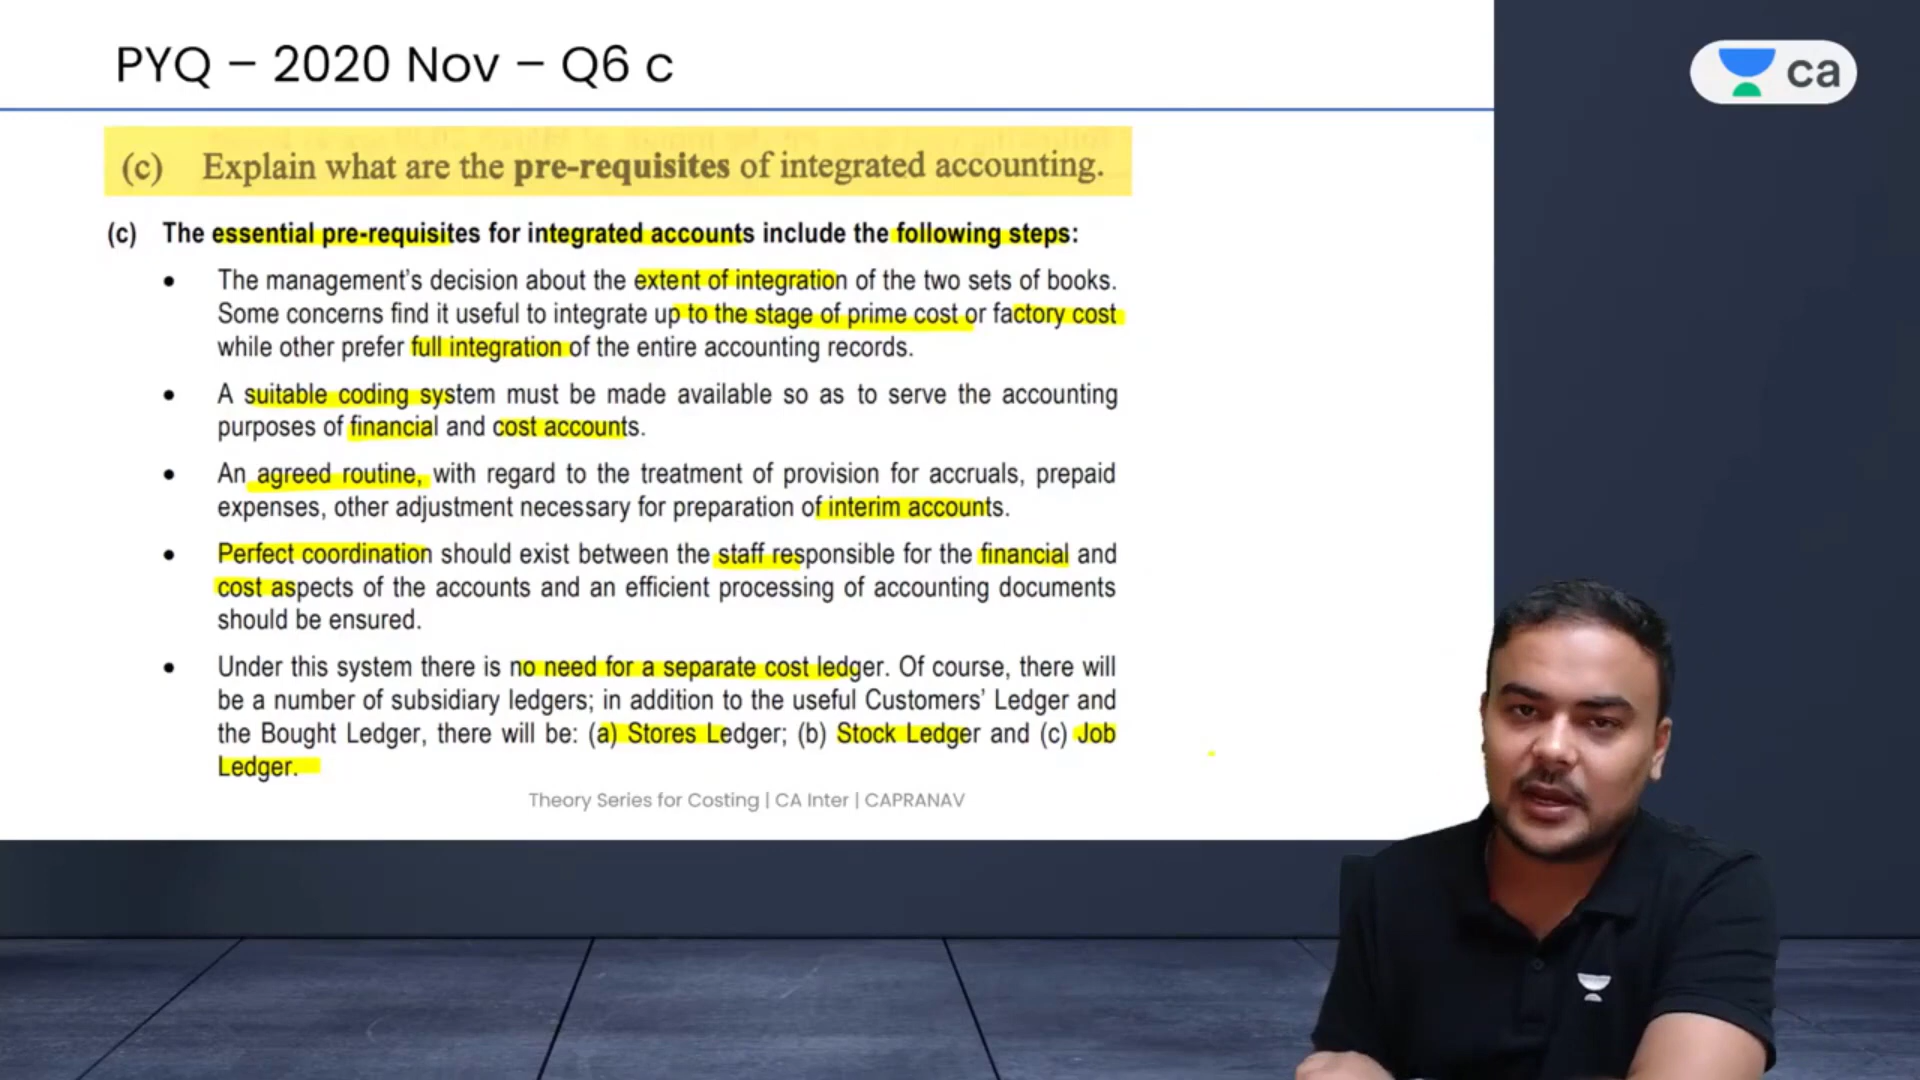 PYQ – 2020 Nov – Q6 c
ca
(c) Explain what are the pre-requisites of integrated accounting.
(c) The essential pre-requisites for integrated accounts include the following steps:
• The management's decision about the extent of integration of the two sets of books.
Some concerns find it useful to integrate up to the stage of prime cost or factory cost
while other prefer full integration of the entire accounting records.
• A suitable coding system must be made available so as to serve the accounting
purposes of financial and cost accounts.
• An agreed routine, with regard to the treatment of provision for accruals, prepaid
expenses, other adjustment necessary for preparation of interim accounts.
• Perfect coordination should exist between the staff responsible for the financial and
cost aspects of the accounts and an efficient processing of accounting documents
should be ensured.
• Under this system there is no need for a separate cost ledger. Of course, there will
be a number of subsidiary ledgers; in addition to the useful Customers' Ledger and
the Bought Ledger, there will be: (a) Stores Ledger; (b) Stock Ledger and (c) Job
Ledger.
Theory Series for Costing | CA Inter | CAPRANAV